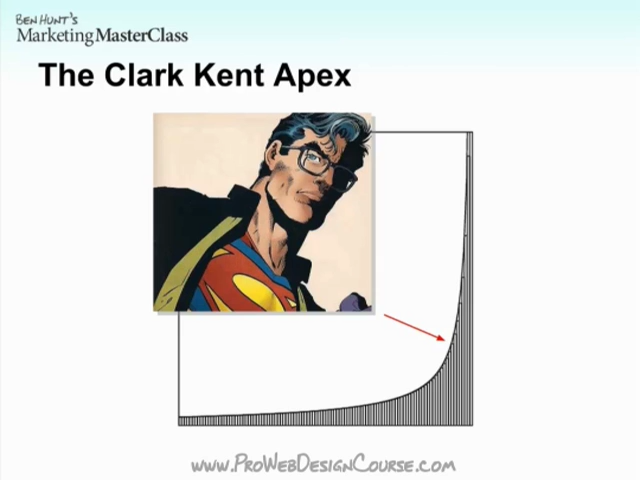 BEN HUNT'S
Marketing MasterClass
The Clark Kent Apex
www.ProWebDesignCourse.com